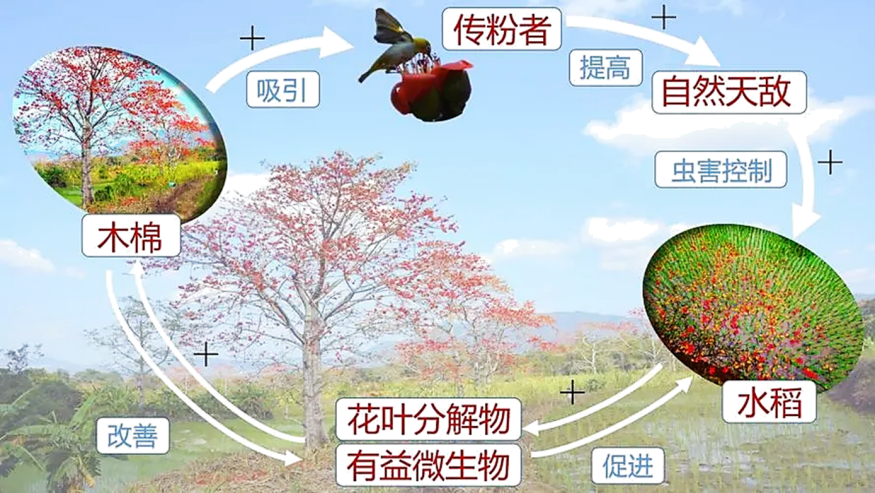 传粉者
+
吸引
提高
+
自然天敌
虫害控制
+
木棉
+
水稻
+
花叶分解物
有益微生物
改善
促进